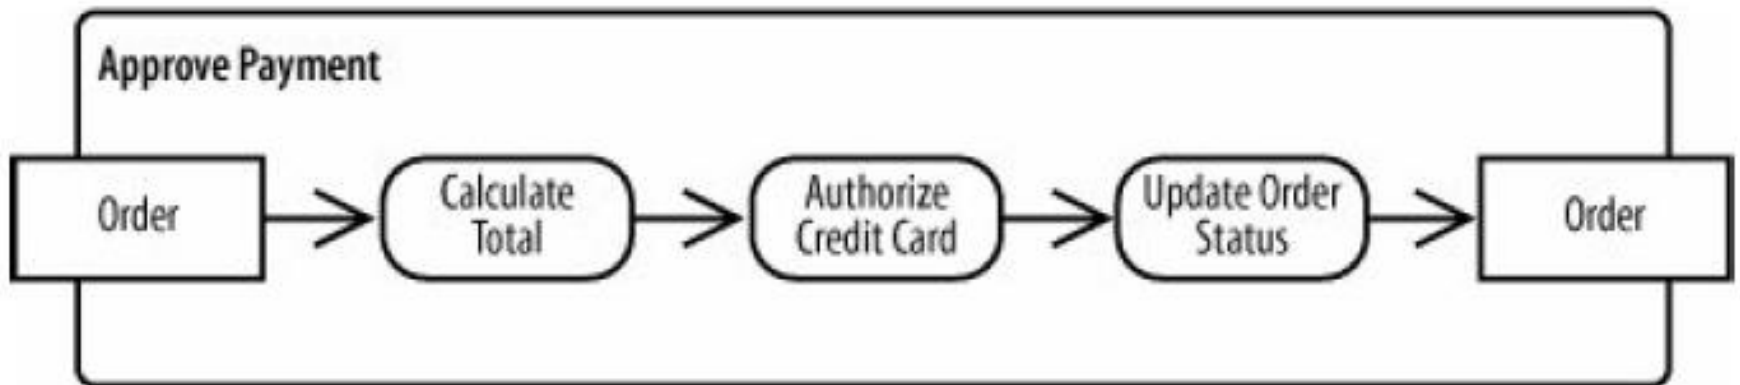 Approve Payment
Order
Calculate
Total
Authorize
Credit Card
Update Order
Status
Order